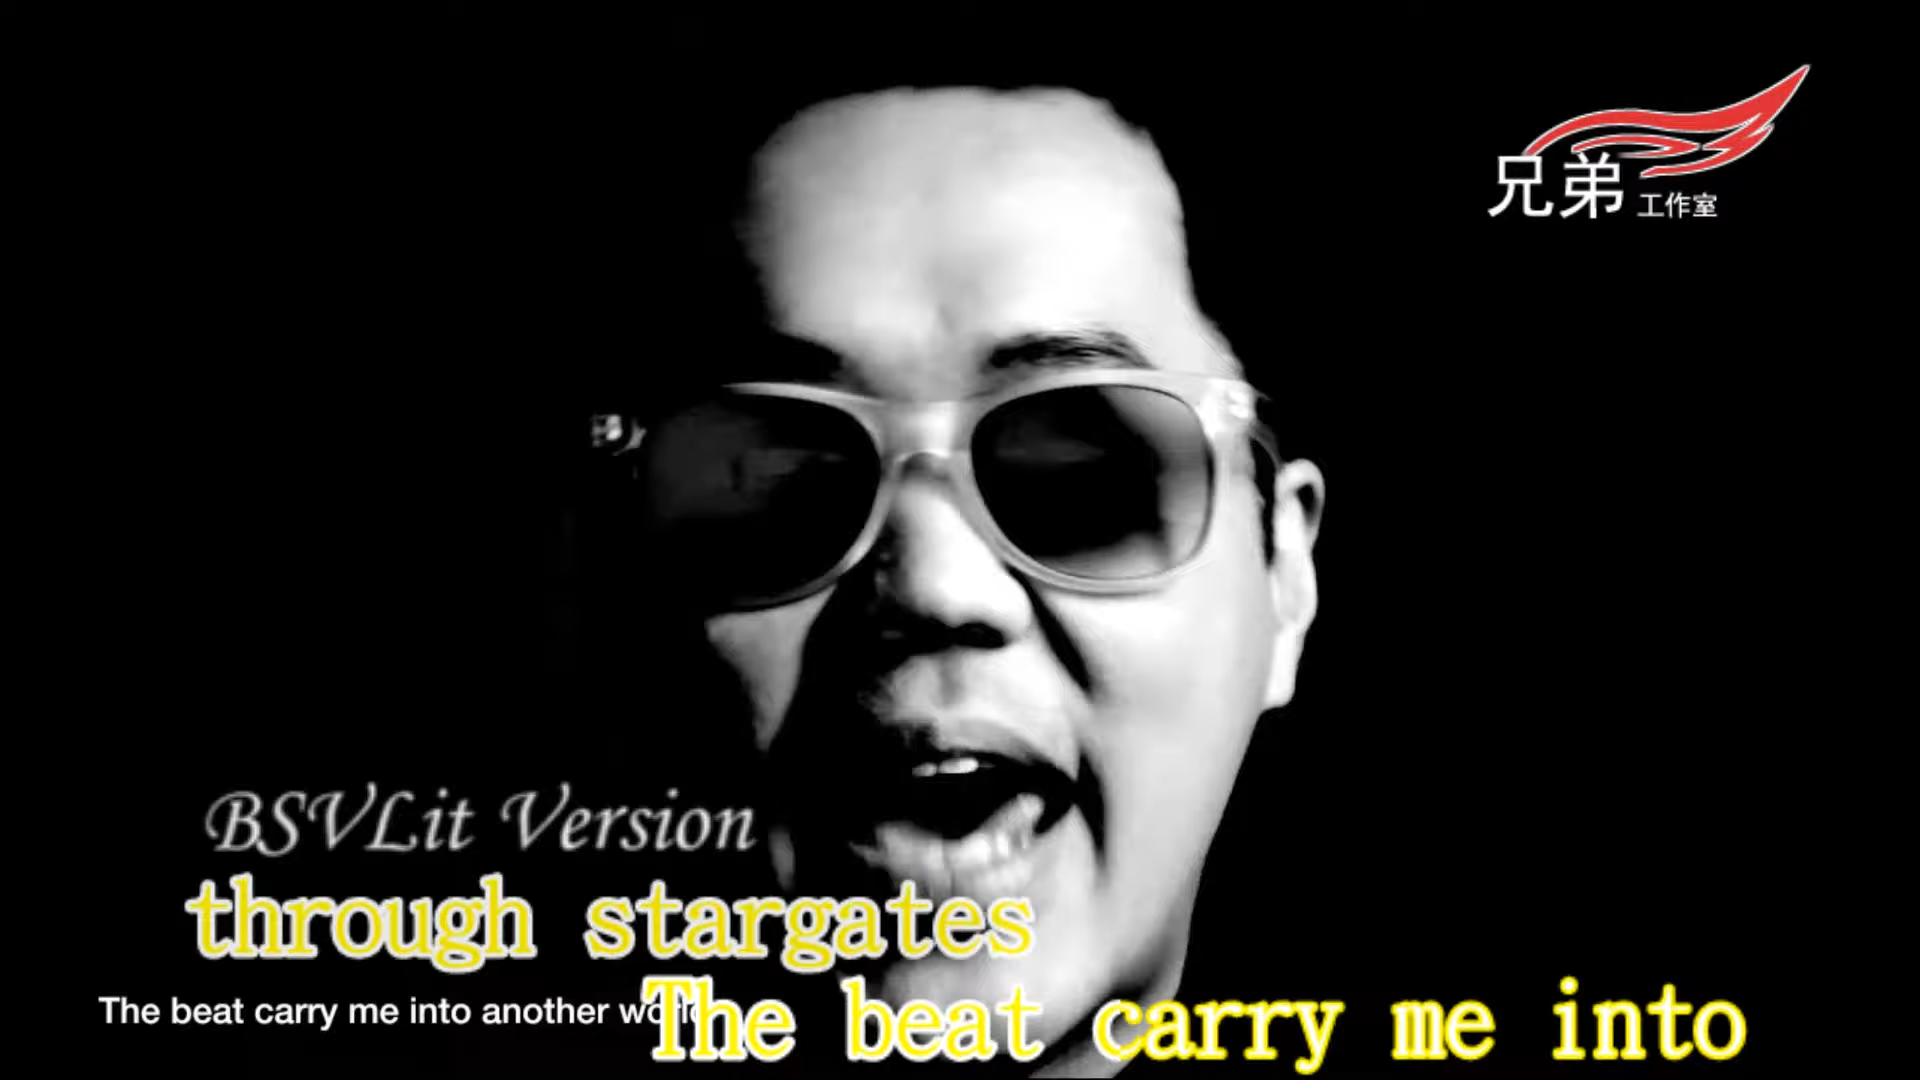 兄弟 工作室
BSVLit Version
through stargates
The beat carry me into another world
The beat carry me into